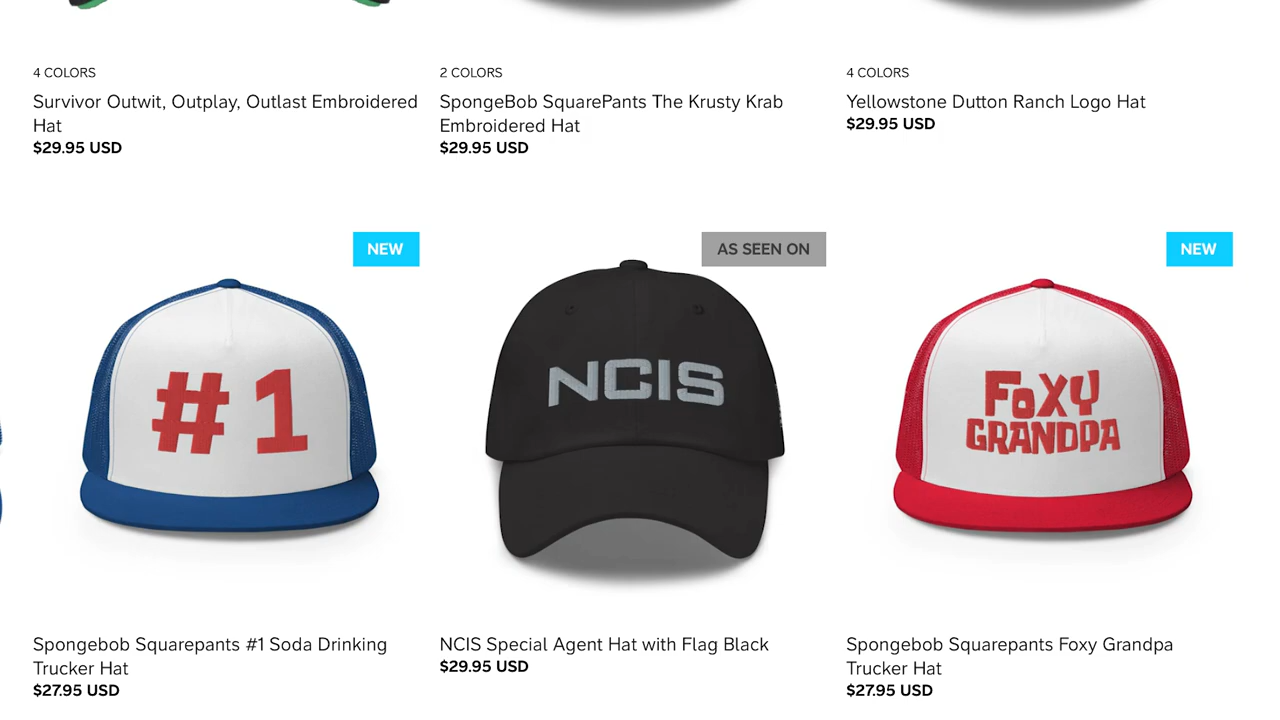 4 COLORS
Survivor Outwit, Outplay, Outlast Embroidered
Hat
$29.95 USD
2 COLORS
SpongeBob SquarePants The Krusty Krab
Embroidered Hat
$29.95 USD
4 COLORS
Yellowstone Dutton Ranch Logo Hat
$29.95 USD
NEW
#1
Spongebob Squarepants #1 Soda Drinking
Trucker Hat
$27.95 USD
AS SEEN ON
NCIS
NCIS Special Agent Hat with Flag Black
$29.95 USD
NEW
FOXY
GRANDPA
Spongebob Squarepants Foxy Grandpa
Trucker Hat
$27.95 USD